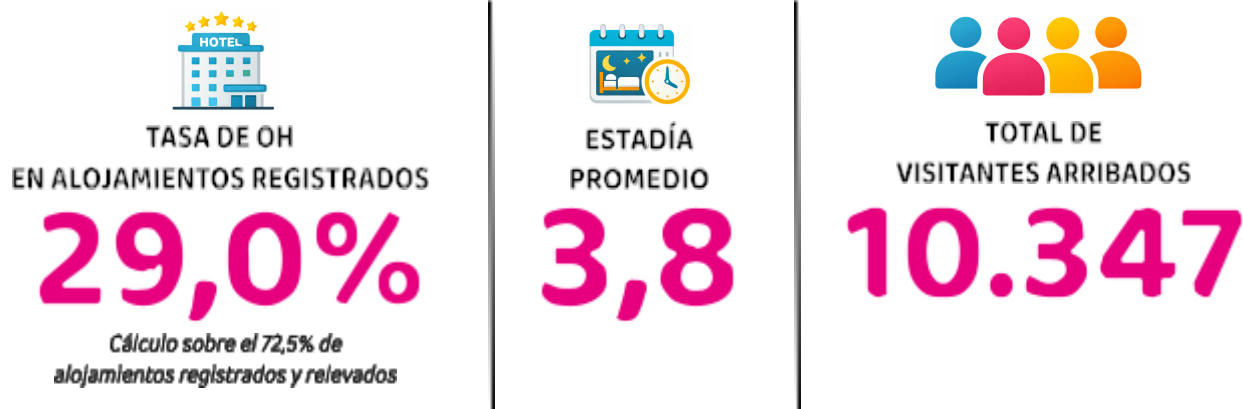 HOTEL
TASA DE OH
EN ALOJAMIENTOS REGISTRADOS
29,0%
Cálculo sobre el 72,5% de
alojamientos registrados y relevados
ESTADÍA
PROMEDIO
3,8
TOTAL DE
VISITANTES ARRIBADOS
10.347